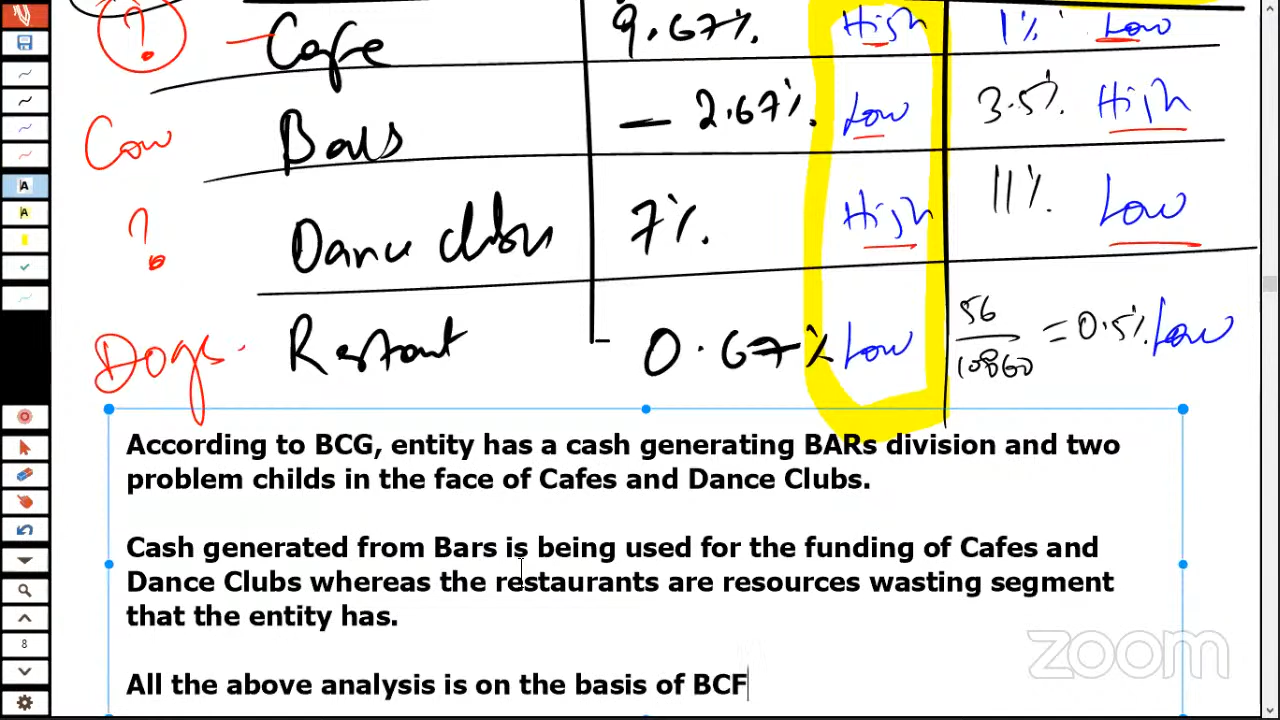 ? Cafe 9.67% High 1% Low
Cow Bars - 2.67% Low 3.5% High
? Dance clubs 7% High 11% Low
Dogs. Restant - 0.67% Low 56/10860 = 0.5% Low
According to BCG, entity has a cash generating BARs division and two
problem childs in the face of Cafes and Dance Clubs.
Cash generated from Bars is being used for the funding of Cafes and
Dance Clubs whereas the restaurants are resources wasting segment
that the entity has.
All the above analysis is on the basis of BCF
zoom
A
A
8